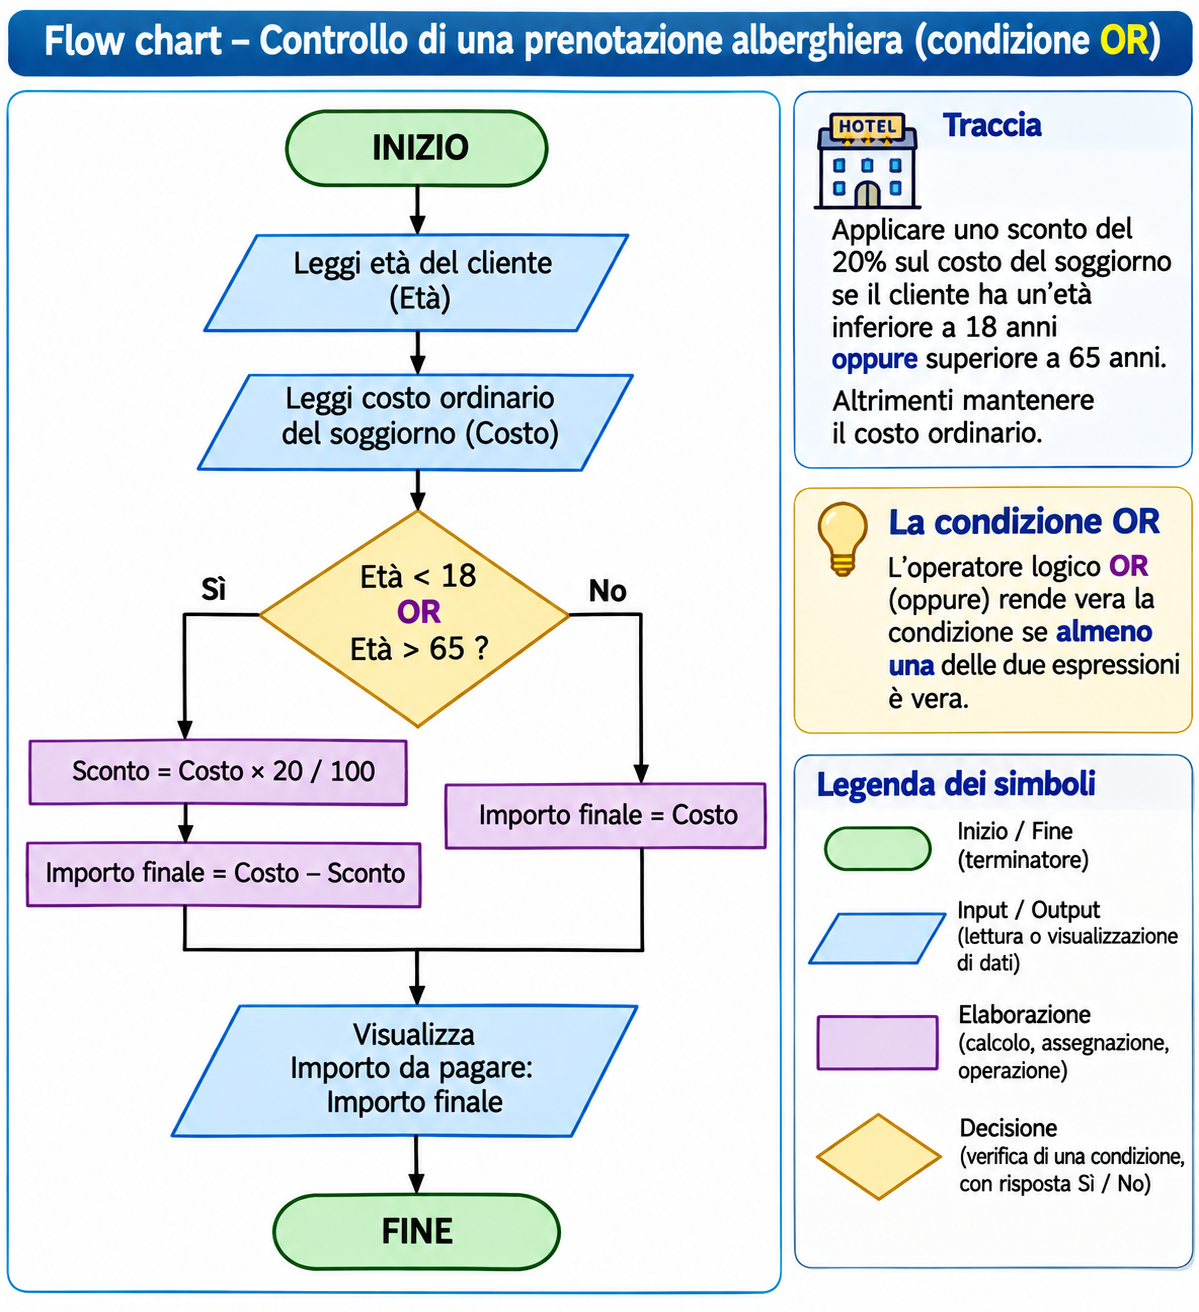 Flow chart – Controllo di una prenotazione alberghiera (condizione OR)
INIZIO
Leggi età del cliente
(Età)
Leggi costo ordinario
del soggiorno (Costo)
Età < 18
OR
Età > 65 ?
Sì
No
Sconto = Costo × 20 / 100
Importo finale = Costo – Sconto
Importo finale = Costo
Visualizza
Importo da pagare:
Importo finale
FINE
HOTEL
Traccia
Applicare uno sconto del
20% sul costo del soggiorno
se il cliente ha un’età
inferiore a 18 anni
oppure superiore a 65 anni.
Altrimenti mantenere
il costo ordinario.
La condizione OR
L’operatore logico OR
(oppure) rende vera la
condizione se almeno
una delle due espressioni
è vera.
Legenda dei simboli
Inizio / Fine
(terminatore)
Input / Output
(lettura o visualizzazione
di dati)
Elaborazione
(calcolo, assegnazione,
operazione)
Decisione
(verifica di una condizione,
con risposta Sì / No)